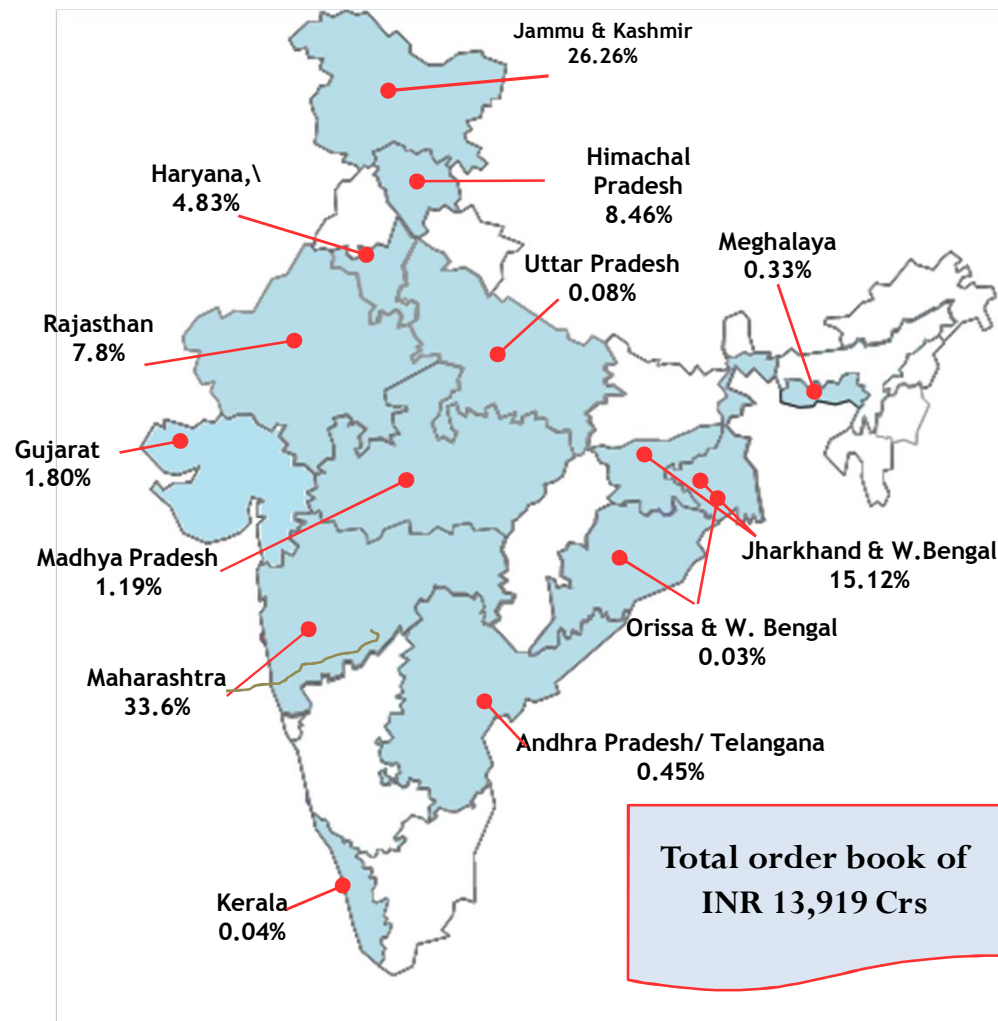 Jammu & Kashmir
26.26%
Haryana,\
4.83%
Himachal
Pradesh
8.46%
Meghalaya
0.33%
Uttar Pradesh
0.08%
Rajasthan
7.8%
Gujarat
1.80%
Madhya Pradesh
1.19%
Jharkhand & W.Bengal
15.12%
Orissa & W. Bengal
0.03%
Maharashtra
33.6%
Andhra Pradesh/ Telangana
0.45%
Total order book of
INR 13,919 Crs
Kerala
0.04%